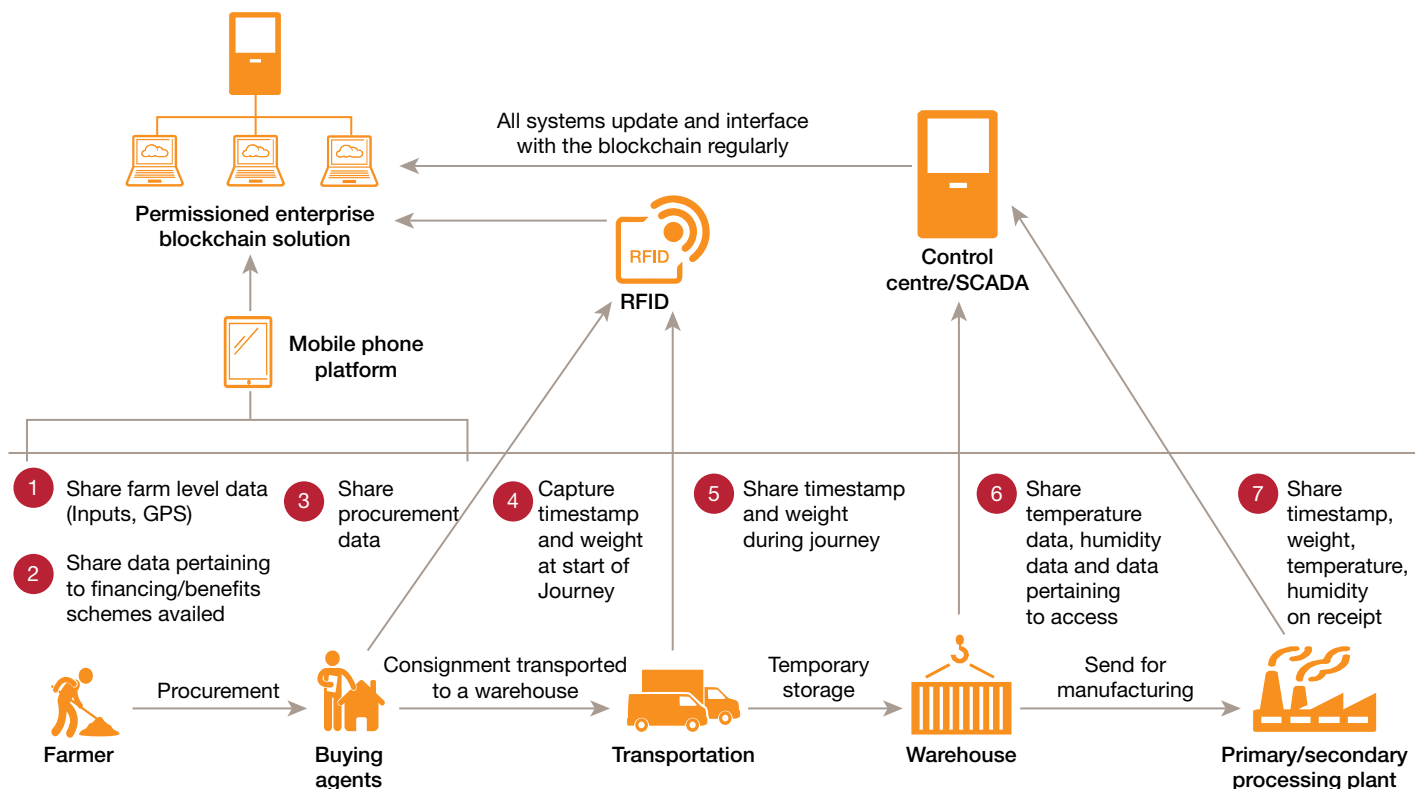 All systems update and interface
with the blockchain regularly
Permissioned enterprise
blockchain solution
RFID
RFID
Control
centre/SCADA
Mobile phone
platform
1
Share farm level data
(Inputs, GPS)
2
Share data pertaining
to financing/benefits
schemes availed
3
Share
procurement
data
4
Capture
timestamp
and weight
at start of
Journey
5
Share timestamp
and weight
during journey
6
Share
temperature
data, humidity
data and data
pertaining
to access
7
Share
timestamp,
weight,
temperature,
humidity
on receipt
Procurement
Consignment transported
to a warehouse
Temporary
storage
Send for
manufacturing
Farmer
Buying
agents
Transportation
Warehouse
Primary/secondary
processing plant